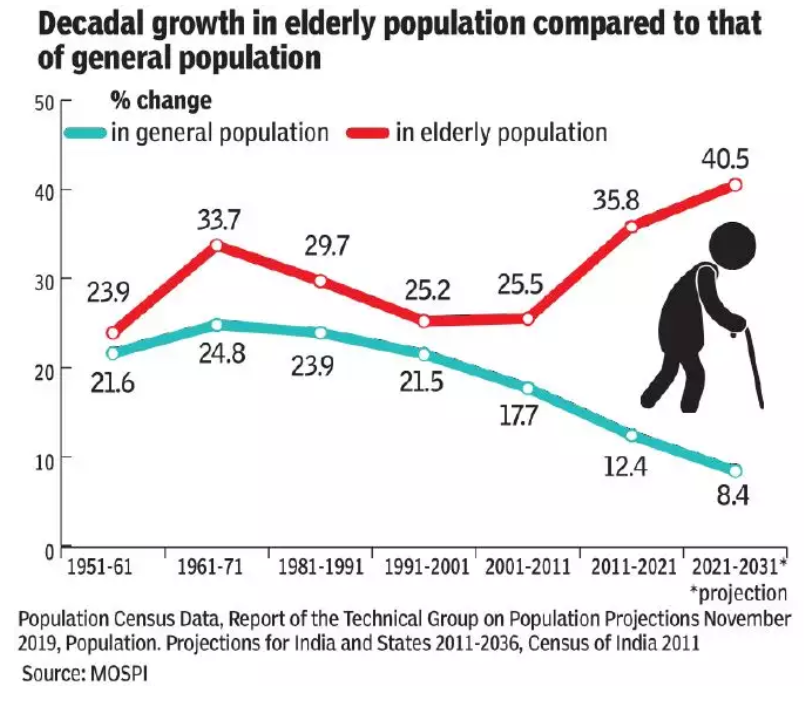 Decadal growth in elderly population compared to that
of general population
50
% change
in general population in elderly population
40.5
40
35.8
33.7
29.7
30
23.9
25.2
25.5
24.8
23.9
21.6
21.5
20
17.7
12.4
10
8.4
0
1951-61 1961-71 1981-1991 1991-2001 2001-2011 2011-2021 2021-2031*
*projection
Population Census Data, Report of the Technical Group on Population Projections November
2019, Population. Projections for India and States 2011-2036, Census of India 2011
Source: MOSPI